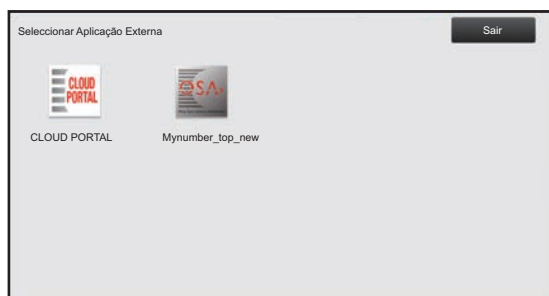 Seleccionar Aplicação Externa
Sair
CLOUD
PORTAL
OSA
CLOUD PORTAL
Mynumber_top_new